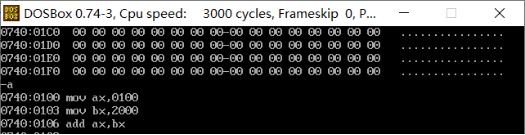 DOSBox 0.74-3, Cpu speed:    3000 cycles, Frameskip  0, P...
0740:01C0  00 00 00 00 00 00 00 00-00 00 00 00 00 00 00 00   ................
0740:01D0  00 00 00 00 00 00 00 00-00 00 00 00 00 00 00 00   ................
0740:01E0  00 00 00 00 00 00 00 00-00 00 00 00 00 00 00 00   ................
0740:01F0  00 00 00 00 00 00 00 00-00 00 00 00 00 00 00 00   ................
-a
0740:0100 mov ax,0100
0740:0103 mov bx,2000
0740:0106 add ax,bx